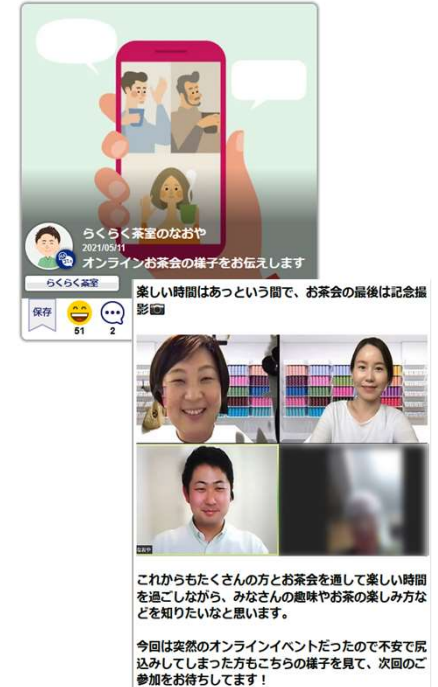 らくらく茶室のなおや
2021/05/11
オンラインお茶会の様子をお伝えします
らくらく茶室
保存
51
2
楽しい時間はあっという間で、お茶会の最後は記念撮
影📷
なおや
これからもたくさんの方とお茶会を通して楽しい時間
を過ごしながら、みなさんの趣味やお茶の楽しみ方な
どを知りたいなと思います。
今回は突然のオンラインイベントだったので不安で尻
込みしてしまった方もこちらの様子を見て、次回のご
参加をお待ちしてます！